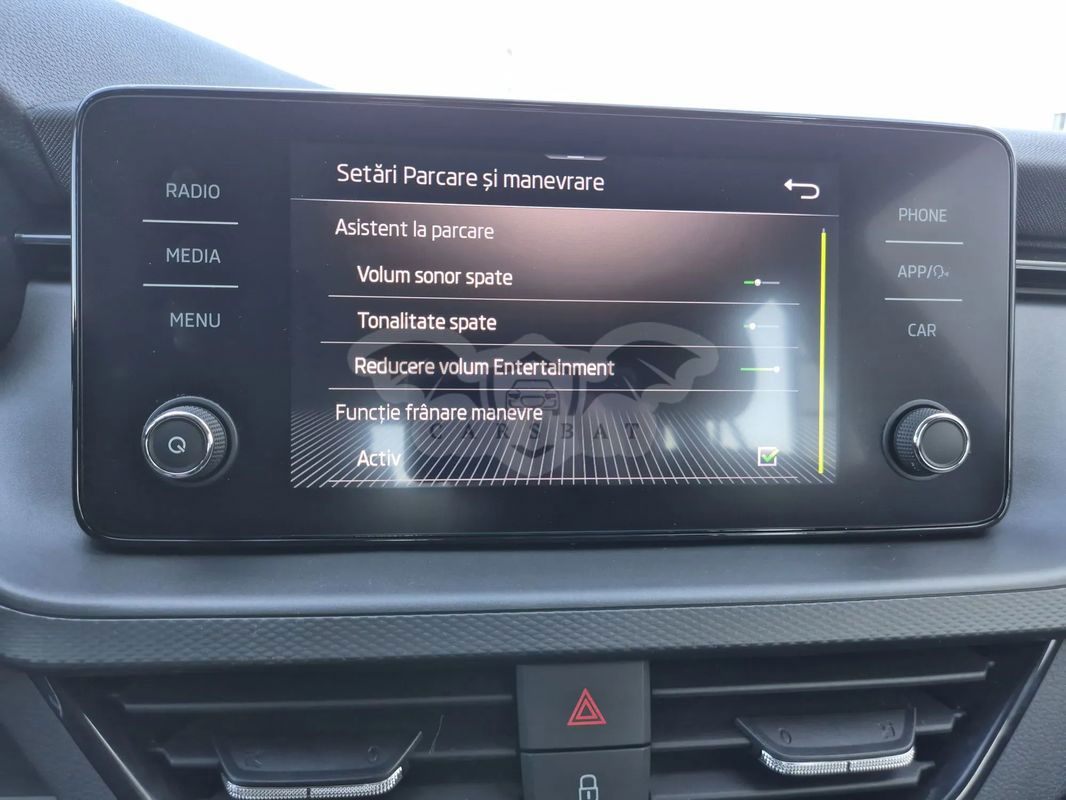 RADIO
MEDIA
MENU
Setări Parcare și manevrare
Asistent la parcare
Volum sonor spate
Tonalitate spate
Reducere volum Entertainment
Funcție frânare manevre
CARSBAT
Activ
PHONE
APP/
CAR